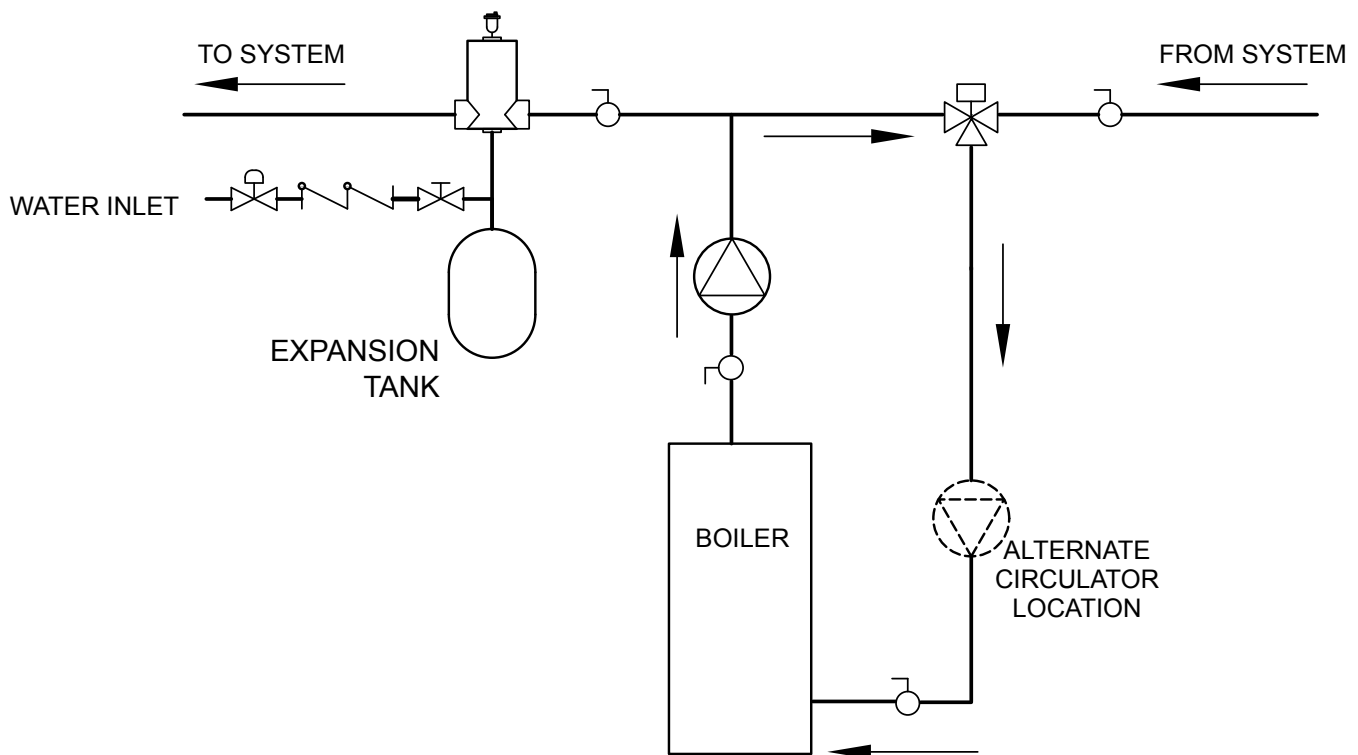 TO SYSTEM
FROM SYSTEM
WATER INLET
EXPANSION
TANK
BOILER
ALTERNATE
CIRCULATOR
LOCATION